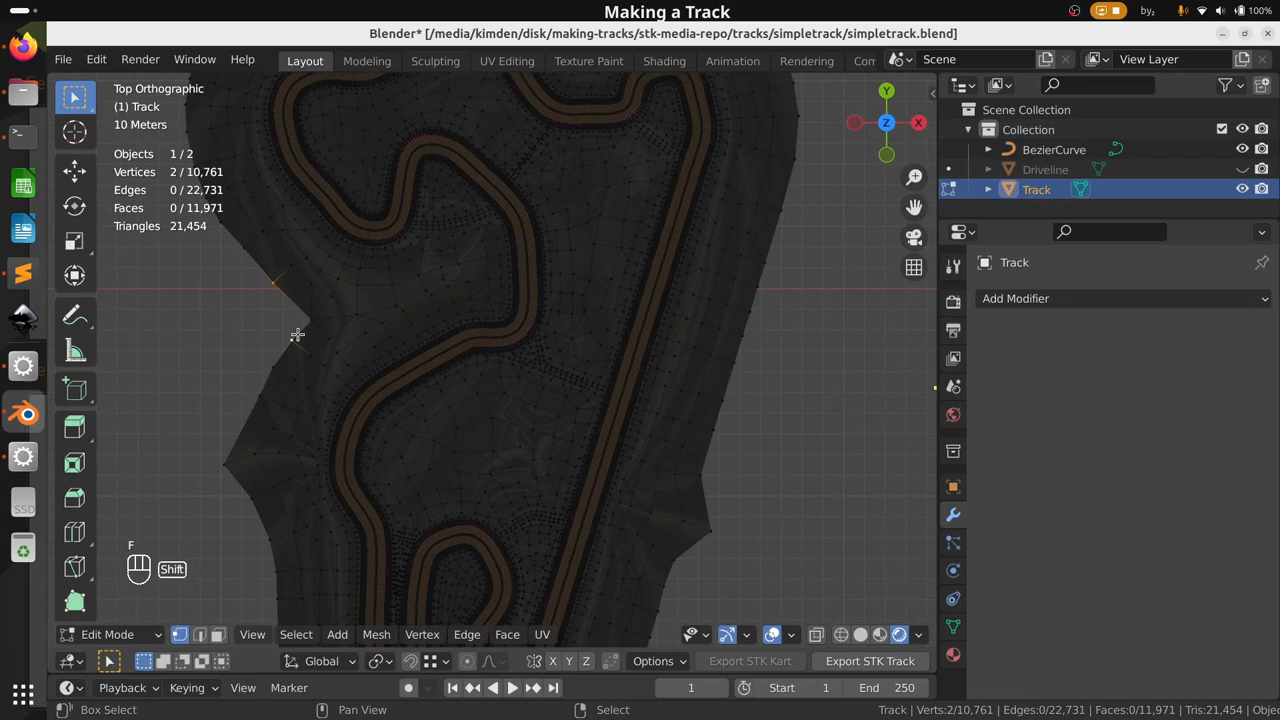 Making a Track
by₂
100%
Blender* [/media/kimden/disk/making-tracks/stk-media-repo/tracks/simpletrack/simpletrack.blend]
File Edit Render Window Help Layout Modeling Sculpting UV Editing Texture Paint Shading Animation Rendering Com Scene View Layer
Top Orthographic
(1) Track
10 Meters
Objects 1 / 2
Vertices 2 / 10,761
Edges 0 / 22,731
Faces 0 / 11,971
Triangles 21,454
Y
Z X
Scene Collection
Collection
BezierCurve
Driveline
Track
Track
Add Modifier
SSD
F
Shift
Edit Mode View Select Add Mesh Vertex Edge Face UV
Global X Y Z Options Export STK Kart Export STK Track
Playback Keying View Marker 1 Start 1 End 250
Box Select Pan View Select Track | Verts:2/10,761 | Edges:0/22,731 | Faces:0/11,971 | Tris:21,454 | Objec